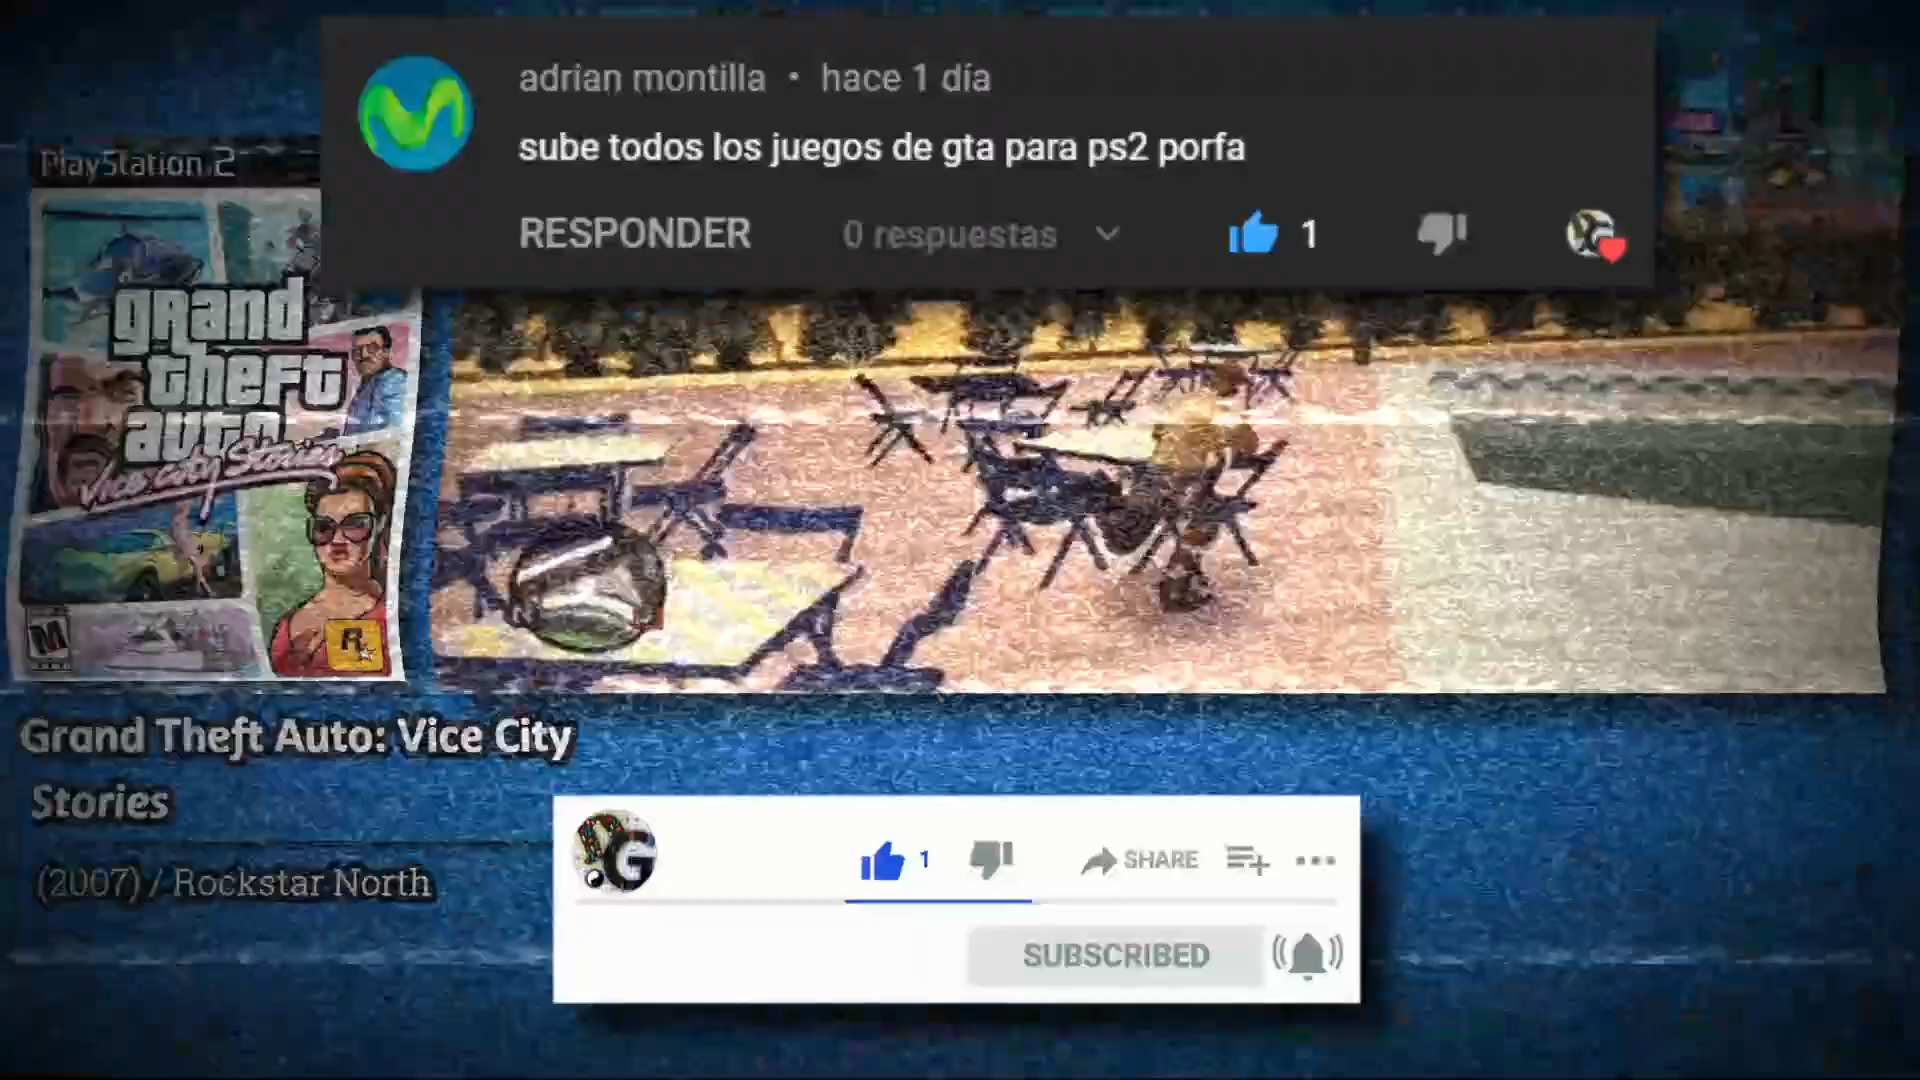 adrian montilla • hace 1 día
sube todos los juegos de gta para ps2 porfa
RESPONDER 0 respuestas 1
PlayStation.2
grand
theft
auto
Vice City Stories
M
R
Grand Theft Auto: Vice City
Stories
(2007) / Rockstar North
G
1 SHARE
SUBSCRIBED